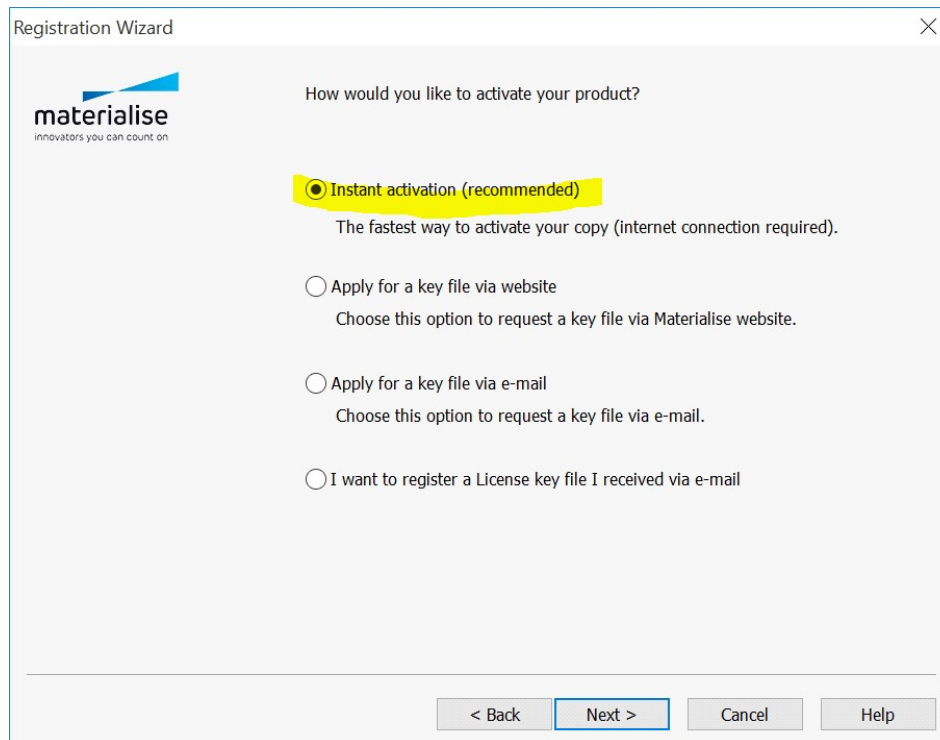 Registration Wizard
materialise
innovators you can count on
How would you like to activate your product?
Instant activation (recommended)
The fastest way to activate your copy (internet connection required).
Apply for a key file via website
Choose this option to request a key file via Materialise website.
Apply for a key file via e-mail
Choose this option to request a key file via e-mail.
I want to register a License key file I received via e-mail
< Back
Next >
Cancel
Help